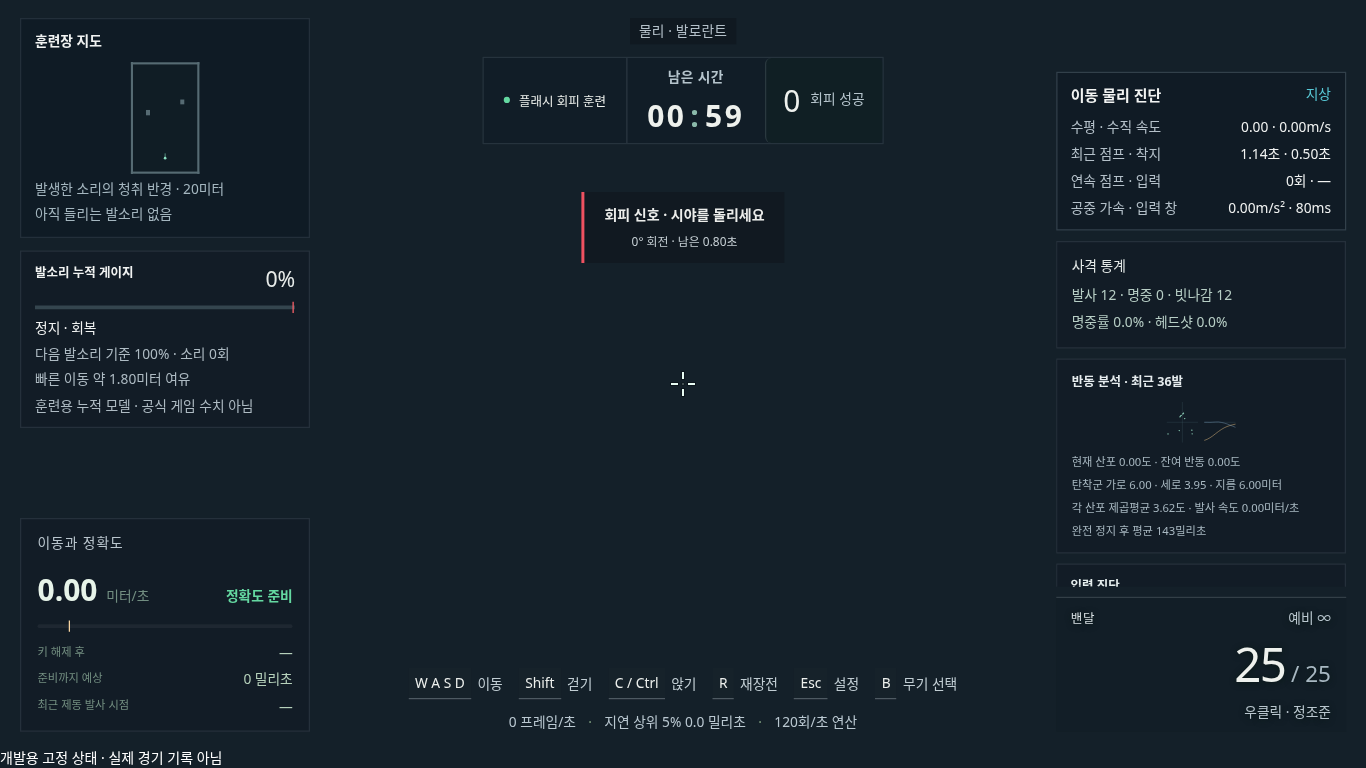 훈련장 지도
발생한 소리의 청취 반경 · 20미터
아직 들리는 발소리 없음
발소리 누적 게이지
0%
정지 · 회복
다음 발소리 기준 100% · 소리 0회
빠른 이동 약 1.80미터 여유
훈련용 누적 모델 · 공식 게임 수치 아님
이동과 정확도
0.00 미터/초 정확도 준비
키 해제 후 —
준비까지 예상 0 밀리초
최근 제동 발사 시점 —
개발용 고정 상태 · 실제 경기 기록 아님
물리 · 발로란트
플래시 회피 훈련
남은 시간
00:59
0 회피 성공
회피 신호 · 시야를 돌리세요
0° 회전 · 남은 0.80초
W A S D 이동 Shift 걷기 C / Ctrl 앉기 R 재장전 Esc 설정 B 무기 선택
0 프레임/초 · 지연 상위 5% 0.0 밀리초 · 120회/초 연산
이동 물리 진단 지상
수평 · 수직 속도 0.00 · 0.00m/s
최근 점프 · 착지 1.14초 · 0.50초
연속 점프 · 입력 0회 · —
공중 가속 · 입력 창 0.00m/s² · 80ms
사격 통계
발사 12 · 명중 0 · 빗나감 12
명중률 0.0% · 헤드샷 0.0%
반동 분석 · 최근 36발
현재 산포 0.00도 · 잔여 반동 0.00도
탄착군 가로 6.00 · 세로 3.95 · 지름 6.00미터
각 산포 제곱평균 3.62도 · 발사 속도 0.00미터/초
완전 정지 후 평균 143밀리초
입력 진단
밴달 예비 ∞
25 / 25
우클릭 · 정조준